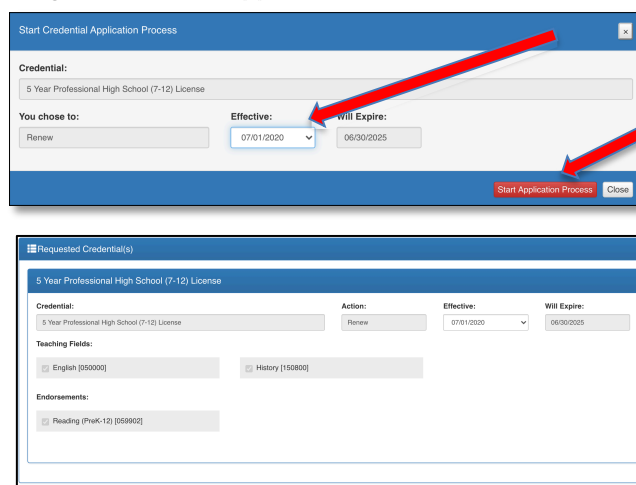 Start Credential Application Process
x
Credential:
5 Year Professional High School (7-12) License
You chose to: Effective: Will Expire:
Renew 07/01/2020 06/30/2025
Start Application Process Close
Requested Credential(s)
5 Year Professional High School (7-12) License
Credential: Action: Effective: Will Expire:
5 Year Professional High School (7-12) License Renew 07/01/2020 06/30/2025
Teaching Fields:
English [050000] History [150800]
Endorsements:
Reading (PreK-12) [059902]